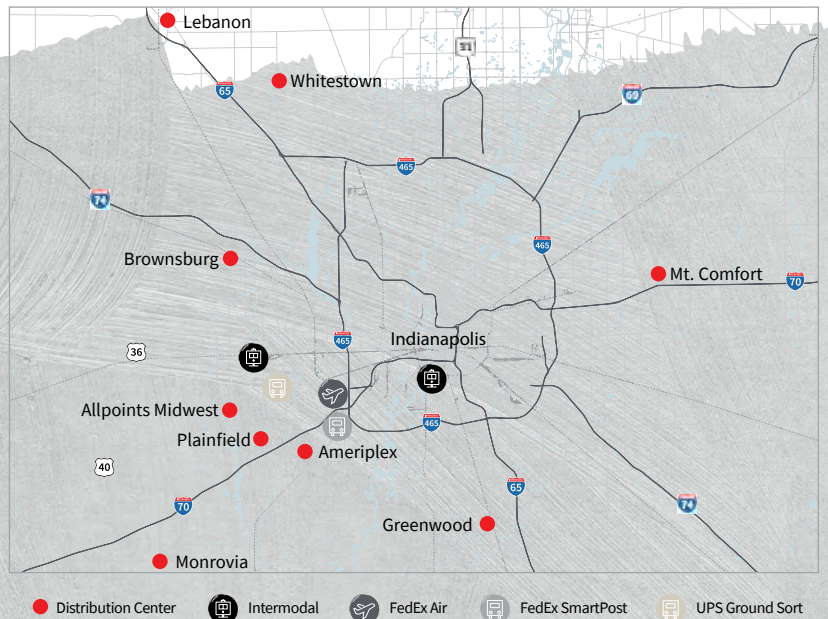 Lebanon
31
Whitestown
65
69
465
74
465
Brownsburg
Mt. Comfort
70
Indianapolis
465
36
Allpoints Midwest
465
Plainfield
Ameriplex
40
65
70
74
Greenwood
Monrovia
Distribution Center
Intermodal
FedEx Air
FedEx SmartPost
UPS Ground Sort